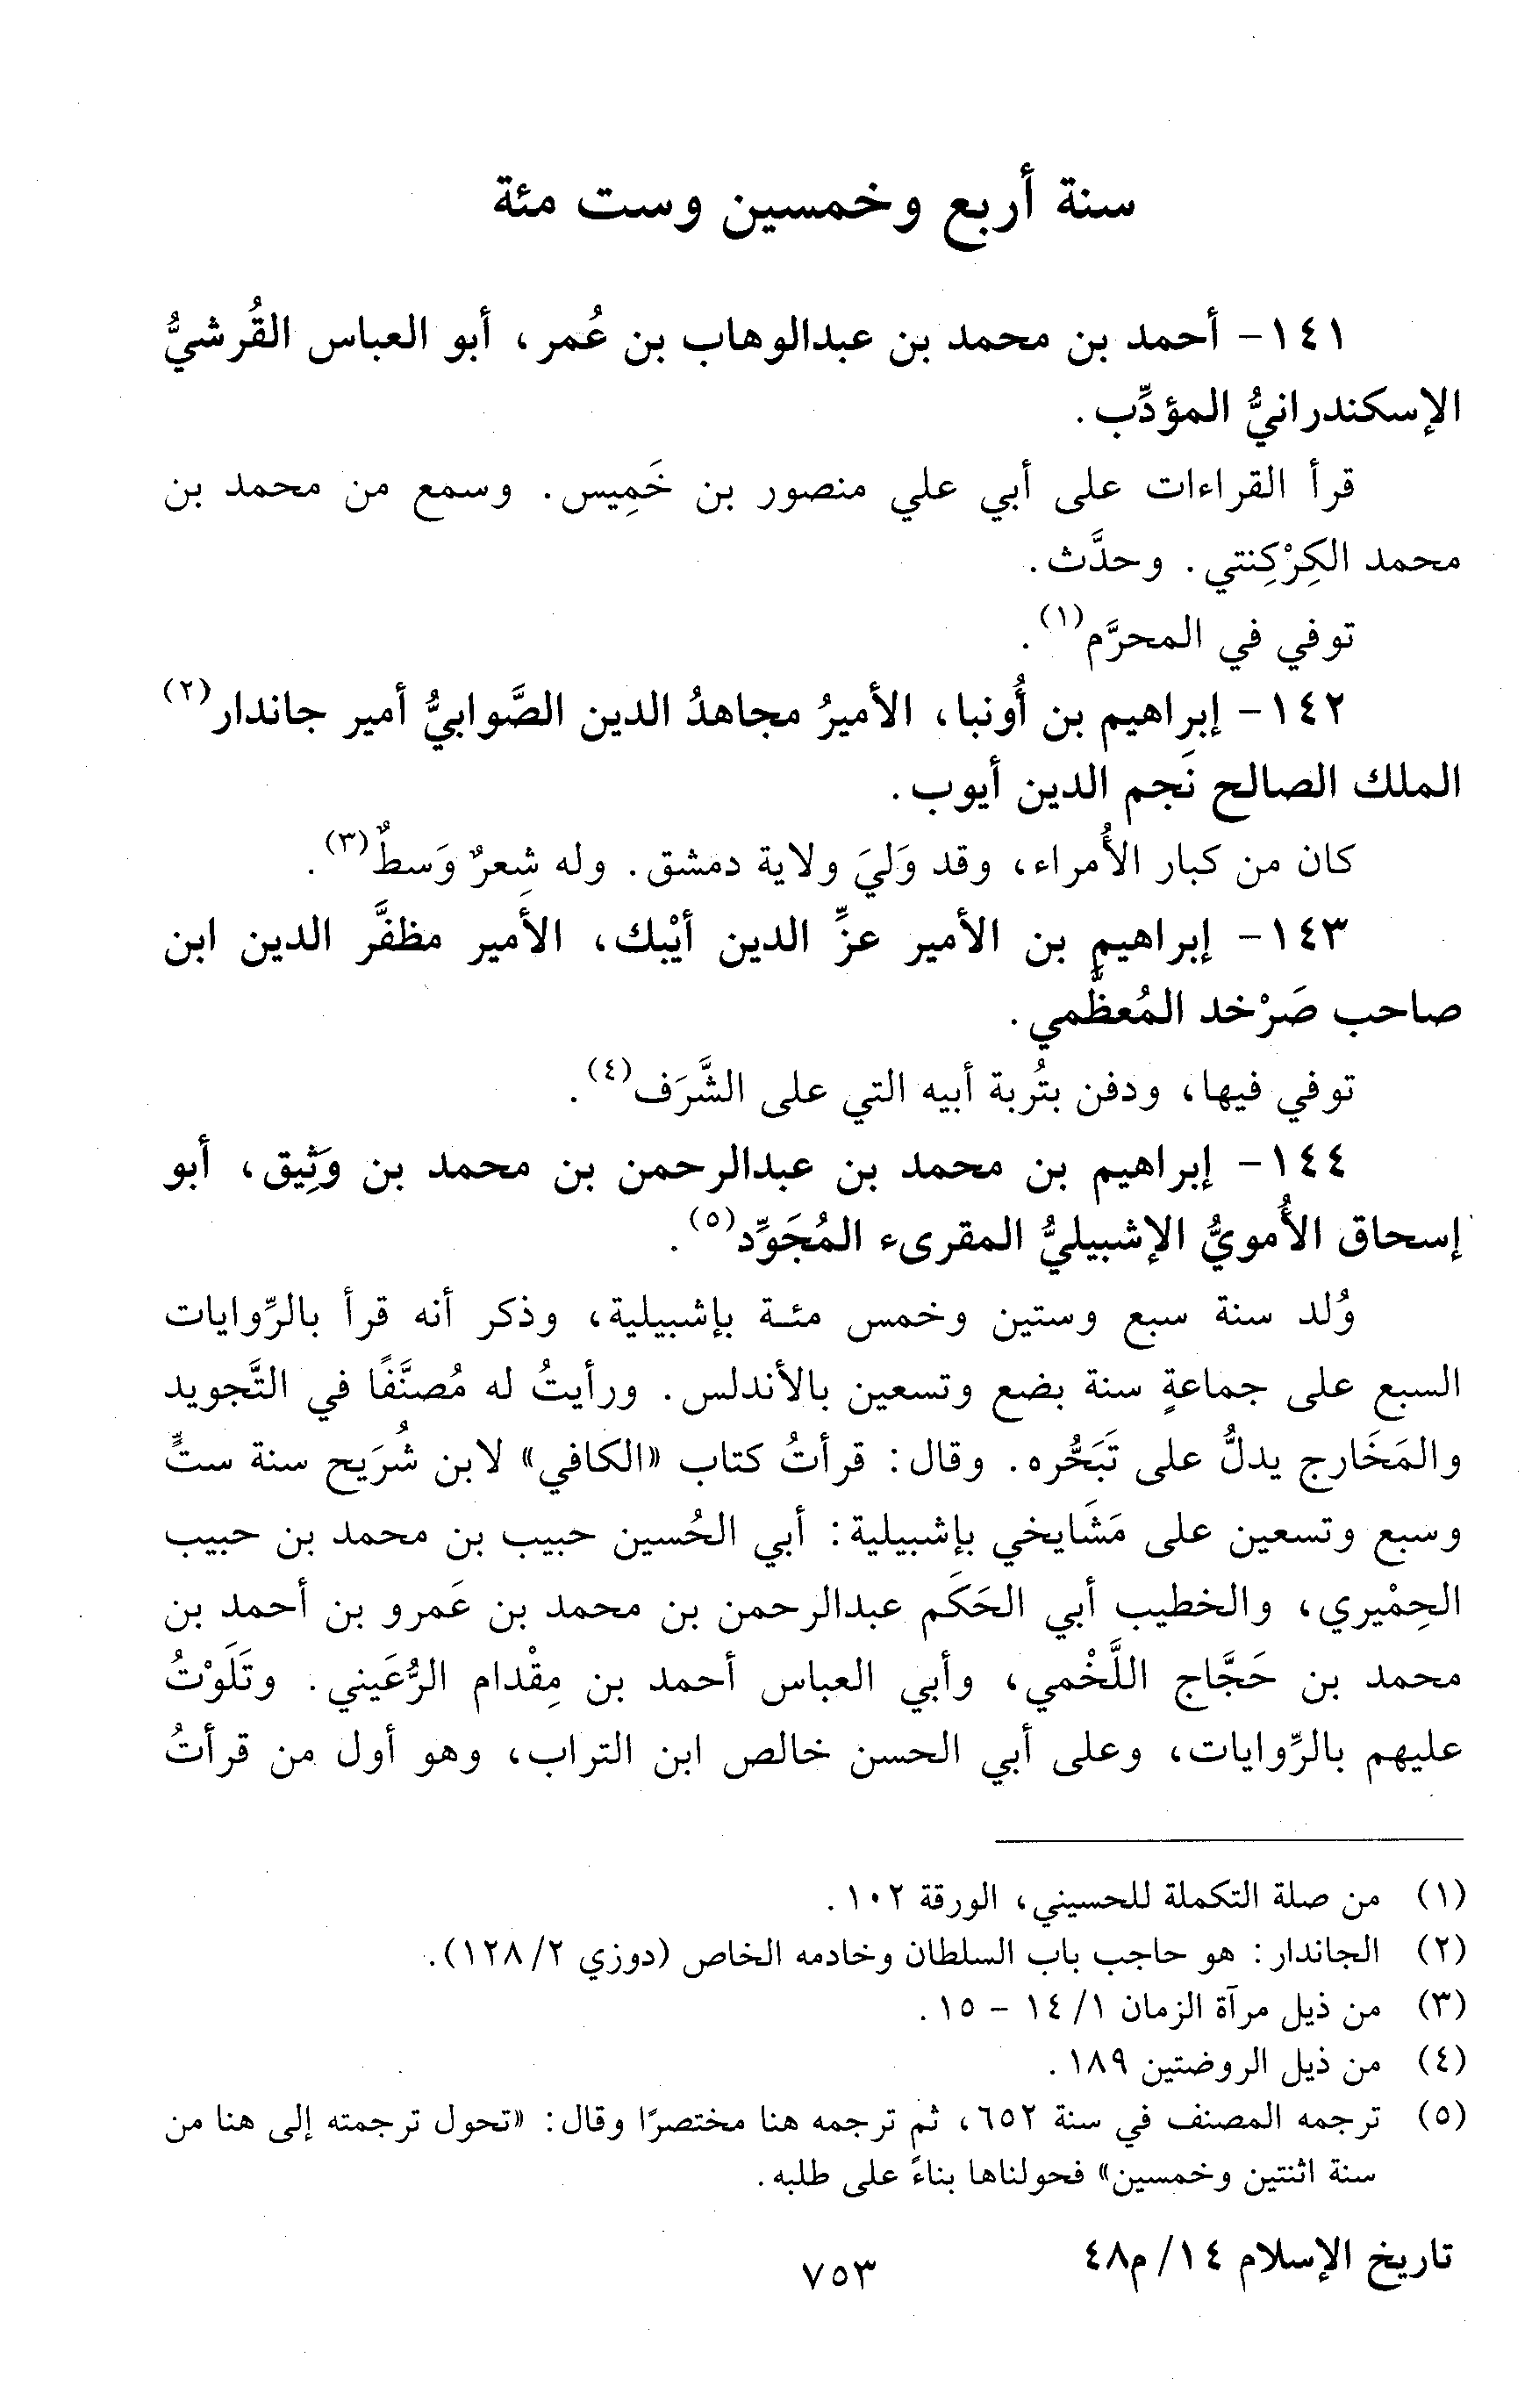 سنة أربع وخمسين وست مئة
١٤١- أحمد بن محمد بن عبدالوهاب بن عُمر، أبو العباس القُرشيُّ
الإسكندرانيُّ المؤدِّب.
قرأ القراءات على أبي علي منصور بن خَمِيس. وسمع من محمد بن
محمد الكِرْكِنتي. وحدَّث.
توفي في المحرَّم(١).
١٤٢- إبراهيم بن أُونبا، الأميرُ مجاهدُ الدين الصَّوابيُّ أمير جاندار(٢)
الملك الصالح نَجم الدين أيوب.
كان من كبار الأُمراء، وقد وَليَ ولاية دمشق. وله شِعرٌ وَسطٌ(٣).
١٤٣- إبراهيم بن الأمير عزِّ الدين أيْبك، الأمير مظفَّر الدين ابن
صاحب صَرْخد المُعظَّمي.
توفي فيها، ودفن بتُربة أبيه التي على الشَّرَف(٤).
١٤٤- إبراهيم بن محمد بن عبدالرحمن بن محمد بن وَثِيق، أبو
إسحاق الأُمويُّ الإشبيليُّ المقرىء المُجَوِّد(٥).
وُلد سنة سبع وستين وخمس مئة بإشبيلية، وذكر أنه قرأ بالرِّوايات
السبع على جماعةٍ سنة بضع وتسعين بالأندلس. ورأيتُ له مُصنَّفًا في التَّجويد
والمَخَارج يدلُّ على تَبَحُّره. وقال: قرأتُ كتاب «الكافي» لابن شُرَيح سنة ستٍّ
وسبع وتسعين على مَشَايخي بإشبيلية: أبي الحُسين حبيب بن محمد بن حبيب
الحِمْيري، والخطيب أبي الحَكَم عبدالرحمن بن محمد بن عَمرو بن أحمد بن
محمد بن حَجَّاج اللَّخْمي، وأبي العباس أحمد بن مِقْدام الرُّعَيني. وتَلَوْتُ
عليهم بالرِّوايات، وعلى أبي الحسن خالص ابن التراب، وهو أول من قرأتُ
(١) من صلة التكملة للحسيني، الورقة ١٠٢.
(٢) الجاندار: هو حاجب باب السلطان وخادمه الخاص (دوزي ٢/ ١٢٨).
(٣) من ذيل مرآة الزمان ١/ ١٤ - ١٥.
(٤) من ذيل الروضتين ١٨٩.
(٥) ترجمه المصنف في سنة ٦٥٢، ثم ترجمه هنا مختصرًا وقال: «تحول ترجمته إلى هنا من
سنة اثنتين وخمسين» فحولناها بناءً على طلبه.
تاريخ الإسلام ١٤/ م٤٨
٧٥٣